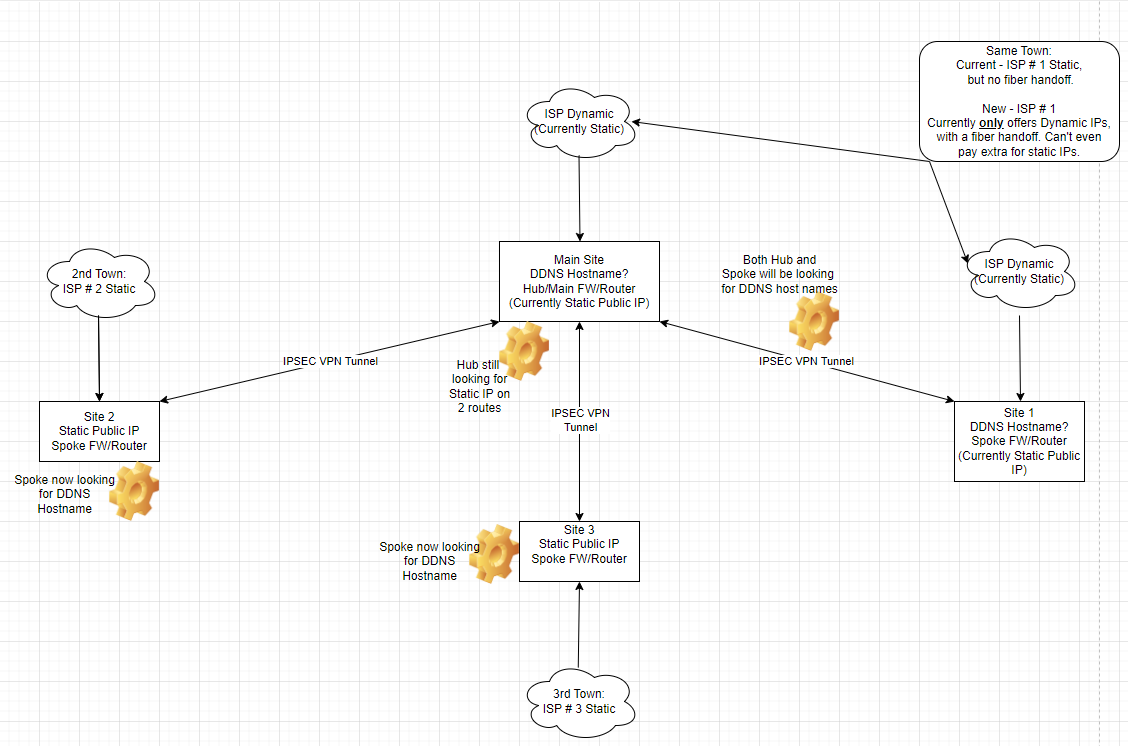 Same Town:
Current - ISP # 1 Static,
but no fiber handoff.
New - ISP # 1
Currently only offers Dynamic IPs,
with a fiber handoff. Can't even
pay extra for static IPs.
ISP Dynamic
(Currently Static)
2nd Town:
ISP # 2 Static
Main Site
DDNS Hostname?
Hub/Main FW/Router
(Currently Static Public IP)
Both Hub and
Spoke will be looking
for DDNS host names
ISP Dynamic
(Currently Static)
IPSEC VPN Tunnel
Hub still
looking for
Static IP on
2 routes
IPSEC VPN
Tunnel
IPSEC VPN Tunnel
Site 2
Static Public IP
Spoke FW/Router
Site 1
DDNS Hostname?
Spoke FW/Router
(Currently Static Public
IP)
Spoke now looking
for DDNS
Hostname
Spoke now looking
for DDNS
Hostname
Site 3
Static Public IP
Spoke FW/Router
3rd Town:
ISP # 3 Static